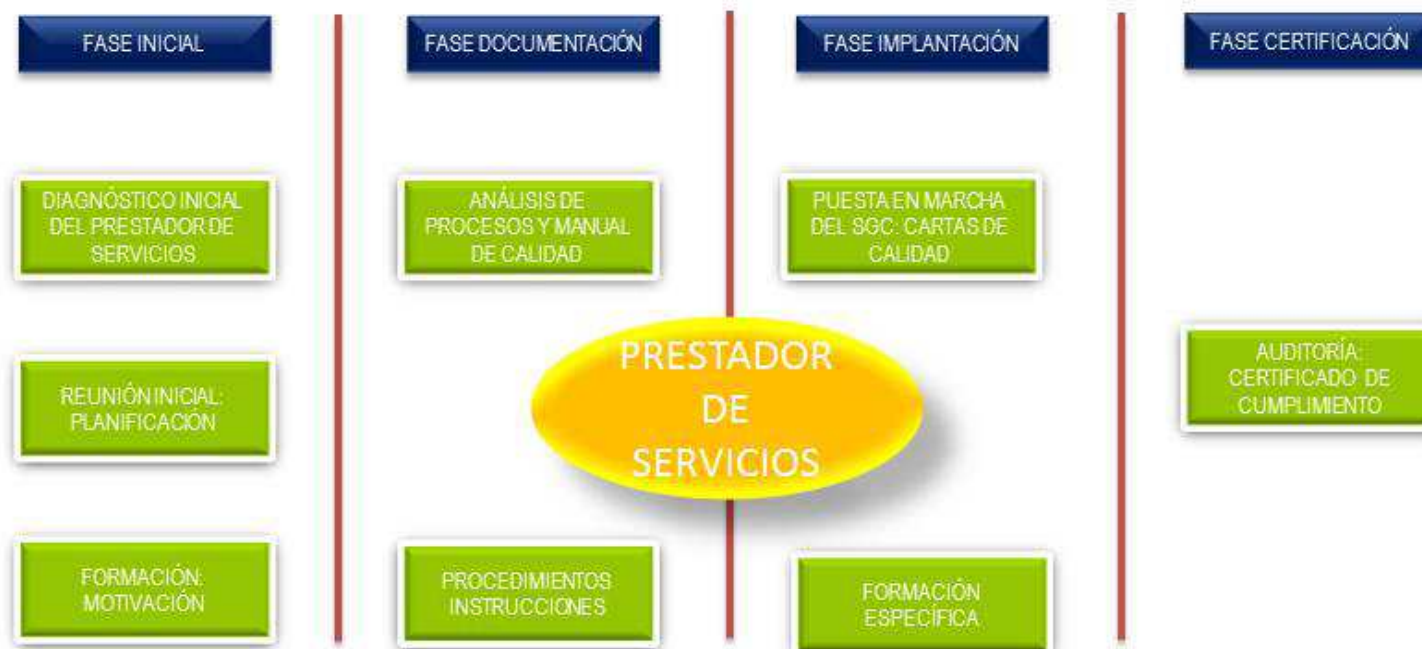 FASE INICIAL
FASE DOCUMENTACIÓN
FASE IMPLANTACIÓN
FASE CERTIFICACIÓN
DIAGNÓSTICO INICIAL
DEL PRESTADOR DE
SERVICIOS
ANÁLISIS DE
PROCESOS Y MANUAL
DE CALIDAD
PUESTA EN MARCHA
DEL SGC: CARTAS DE
CALIDAD
REUNIÓN INICIAL:
PLANIFICACIÓN
PRESTADOR
DE
SERVICIOS
AUDITORÍA:
CERTIFICADO DE
CUMPLIMIENTO
FORMACIÓN:
MOTIVACIÓN
PROCEDIMIENTOS
INSTRUCCIONES
FORMACIÓN
ESPECÍFICA